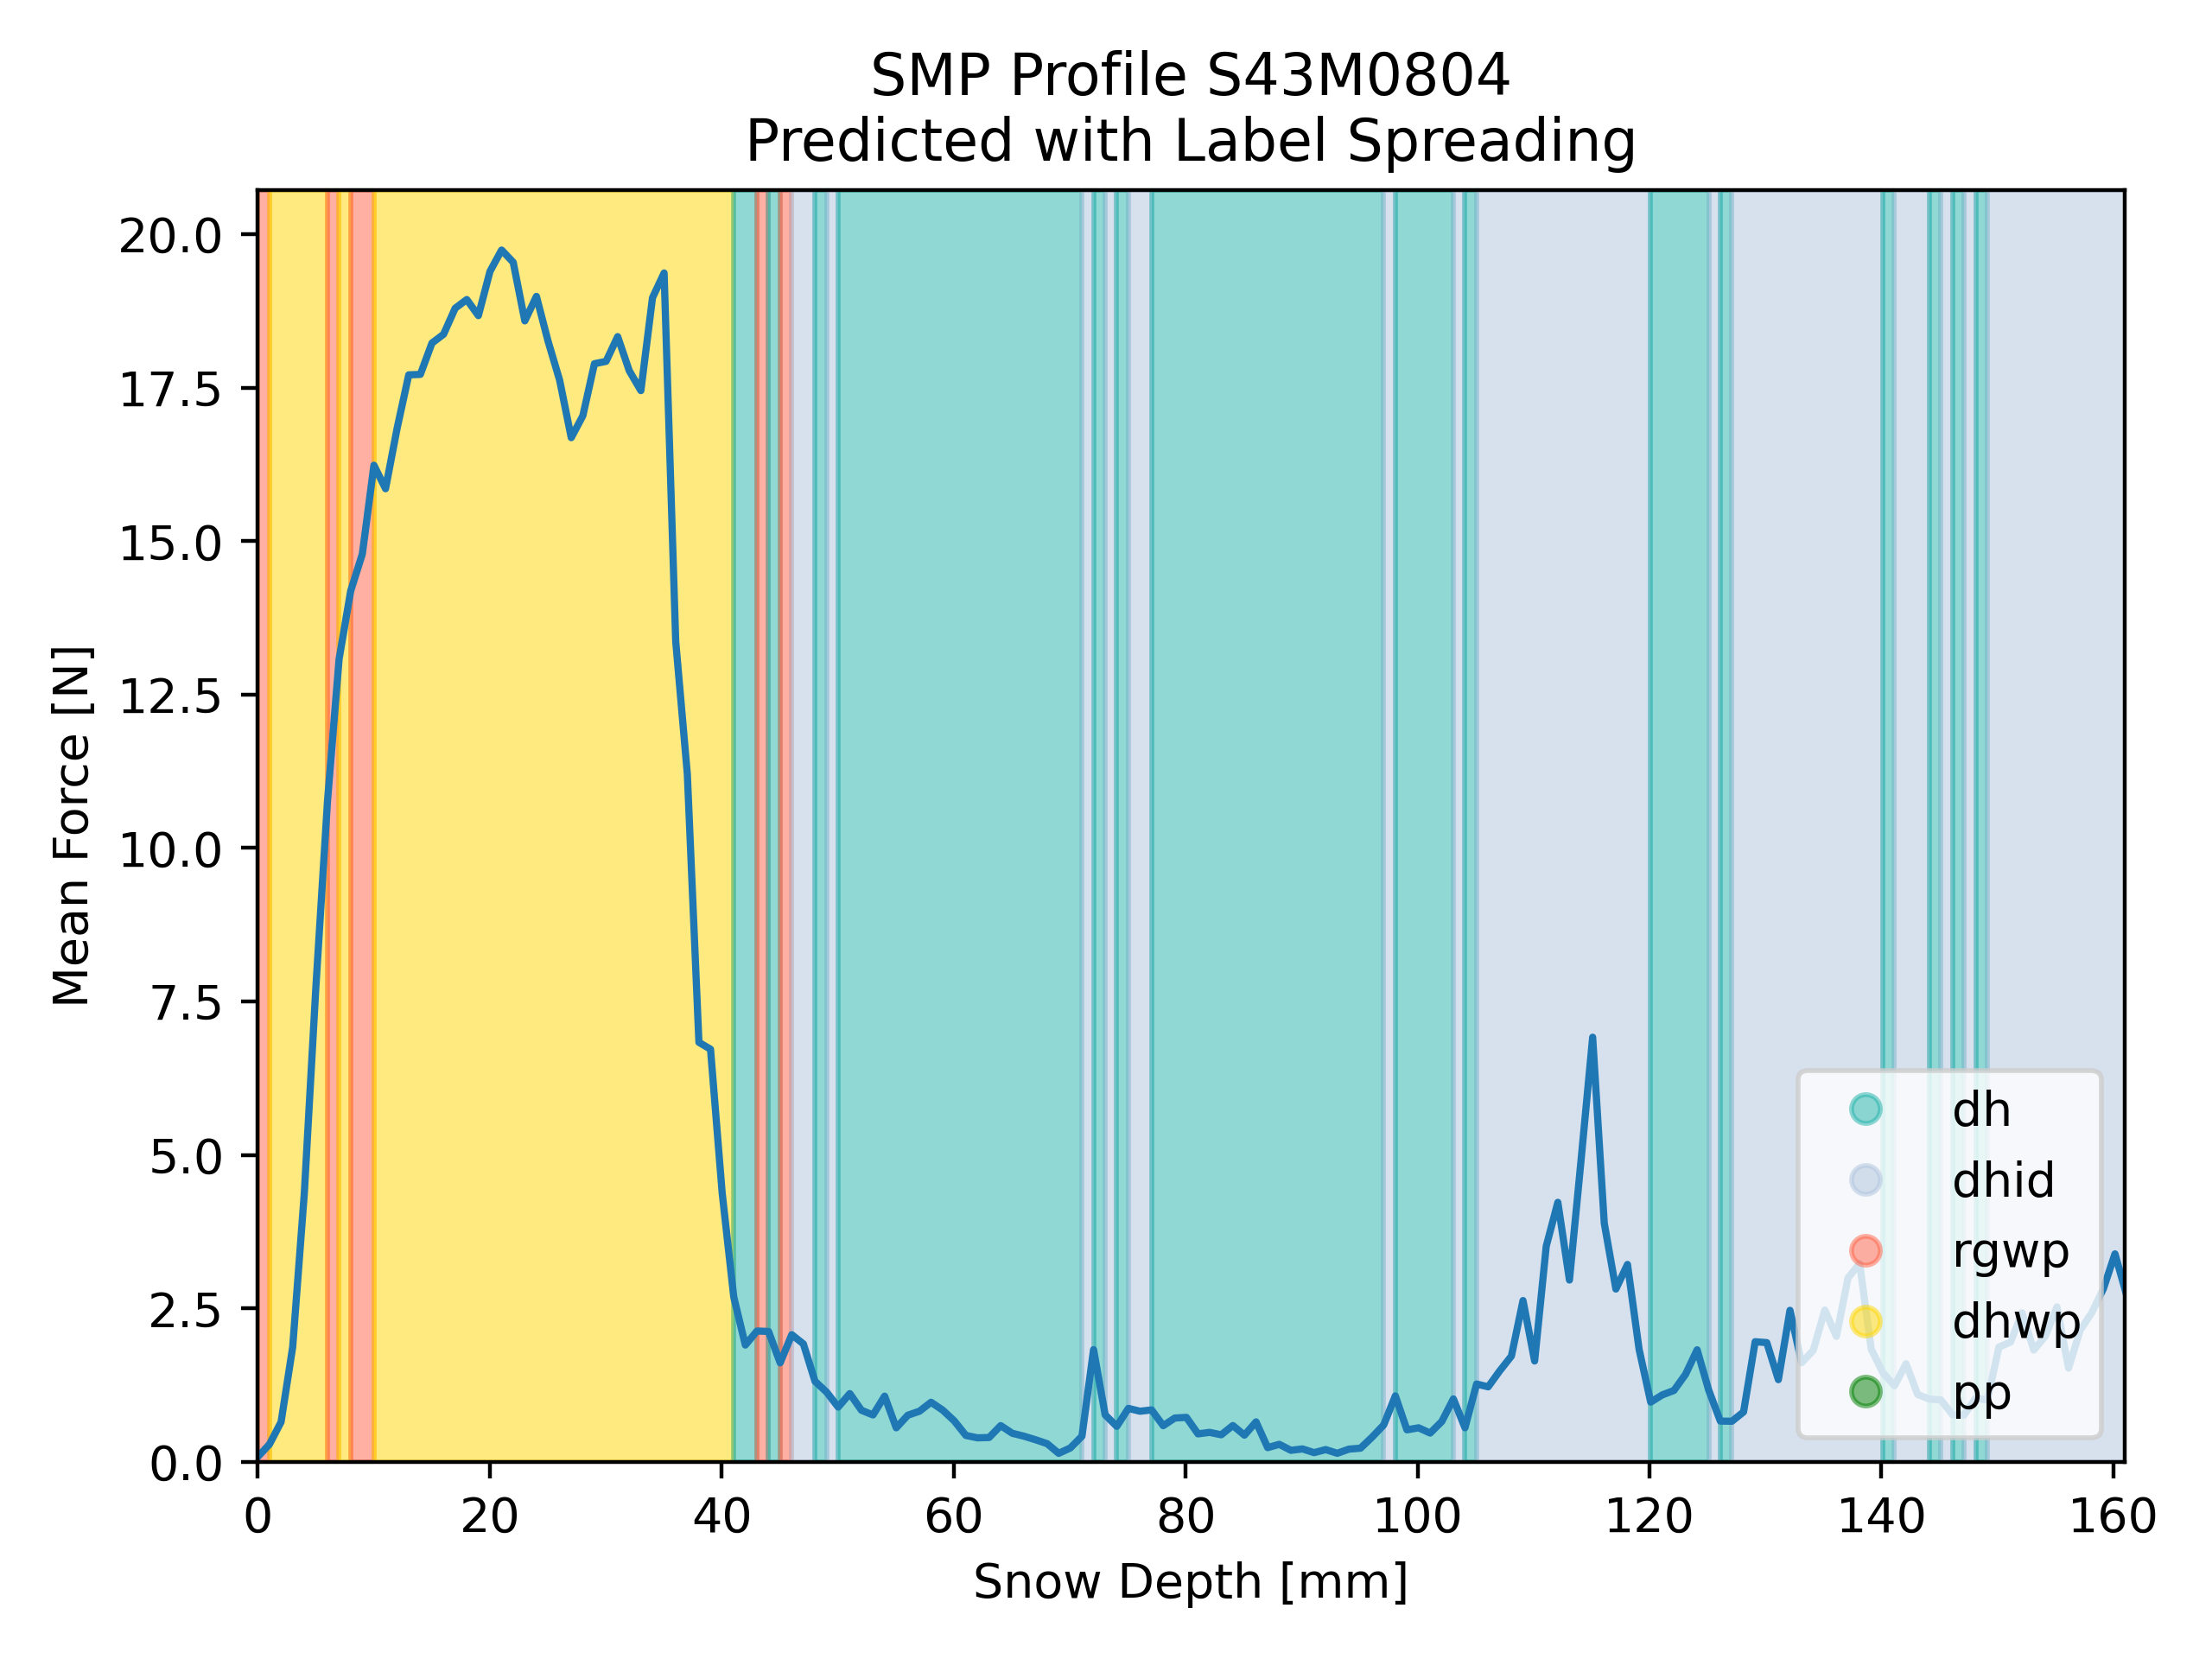 SMP Profile S43M0804
Predicted with Label Spreading
Mean Force [N]
20.0
17.5
15.0
12.5
10.0
7.5
5.0
2.5
0.0
dh
dhid
rgwp
dhwp
pp
0 20 40 60 80 100 120 140 160
Snow Depth [mm]